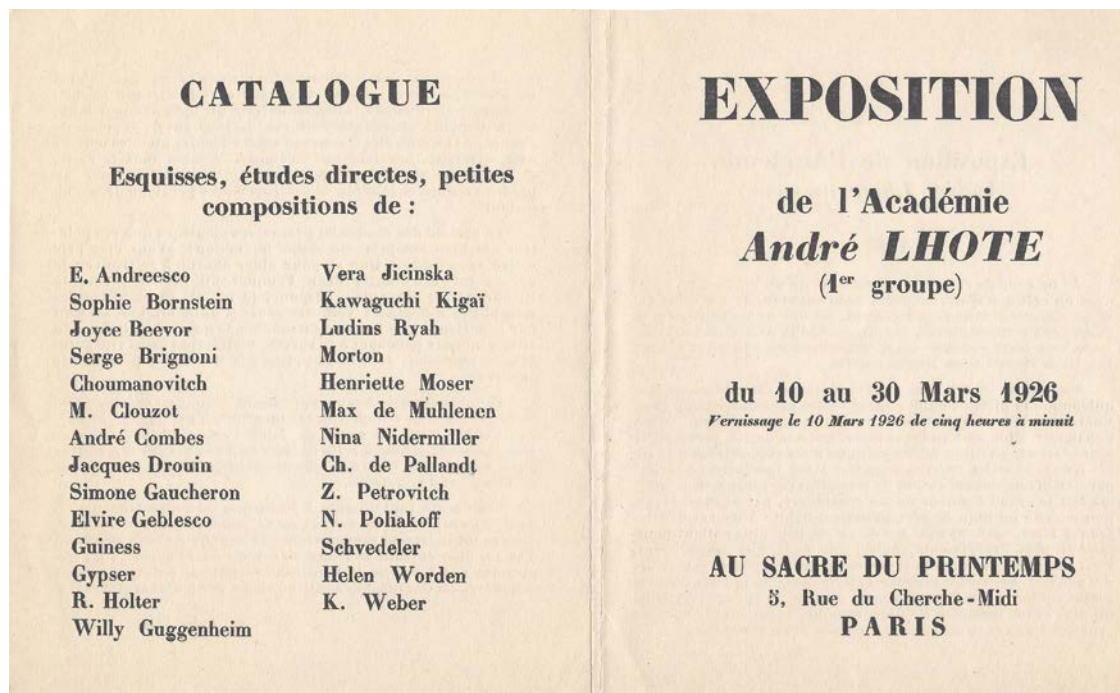 CATALOGUE
Esquisses, études directes, petites
compositions de :
E. Andreesco
Sophie Bornstein
Joyce Beevor
Serge Brignoni
Choumanovitch
M. Clouzot
André Combes
Jacques Drouin
Simone Gaucheron
Elvire Geblesco
Guiness
Gypser
R. Holter
Willy Guggenheim
Vera Jicinska
Kawaguchi Kigaï
Ludins Ryah
Morton
Henriette Moser
Max de Muhlenen
Nina Nidermiller
Ch. de Pallandt
Z. Petrovitch
N. Poliakoff
Schvedeler
Helen Worden
K. Weber
EXPOSITION
de l'Académie
André LHOTE
(1er groupe)
du 10 au 30 Mars 1926
Vernissage le 10 Mars 1926 de cinq heures à minuit
AU SACRE DU PRINTEMPS
5, Rue du Cherche-Midi
PARIS